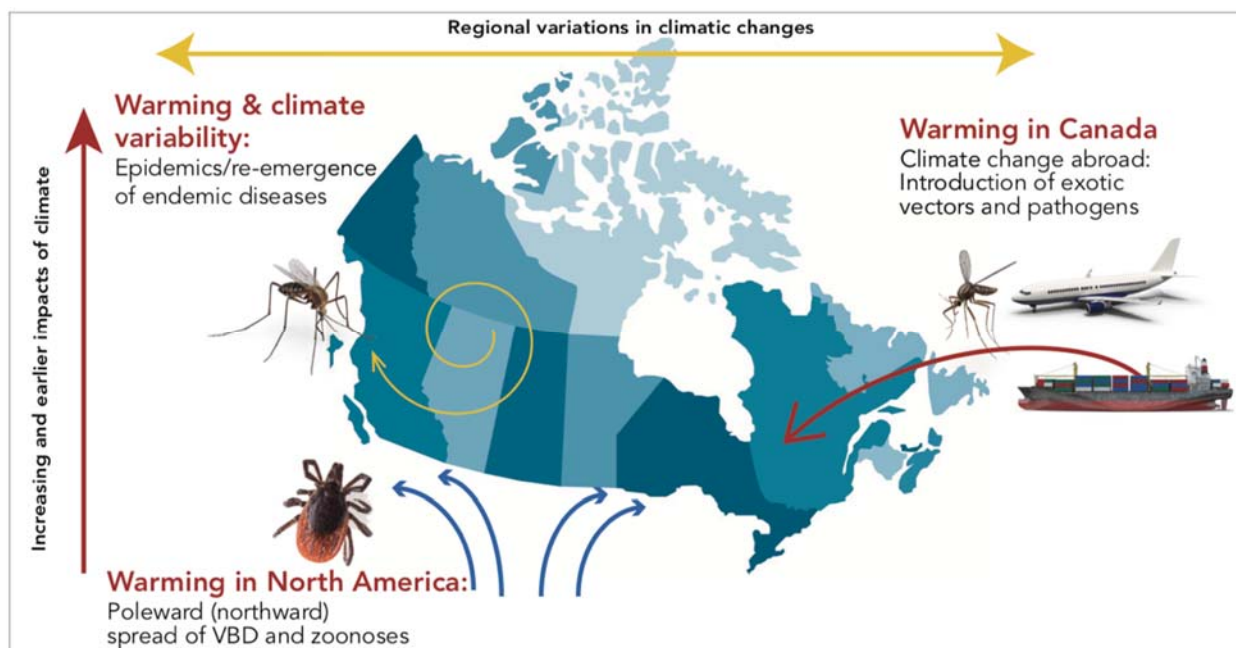 Regional variations in climatic changes
Warming & climate
variability:
Epidemics/re-emergence
of endemic diseases
Warming in Canada
Climate change abroad:
Introduction of exotic
vectors and pathogens
Increasing and earlier impacts of climate
Warming in North America:
Poleward (northward)
spread of VBD and zoonoses